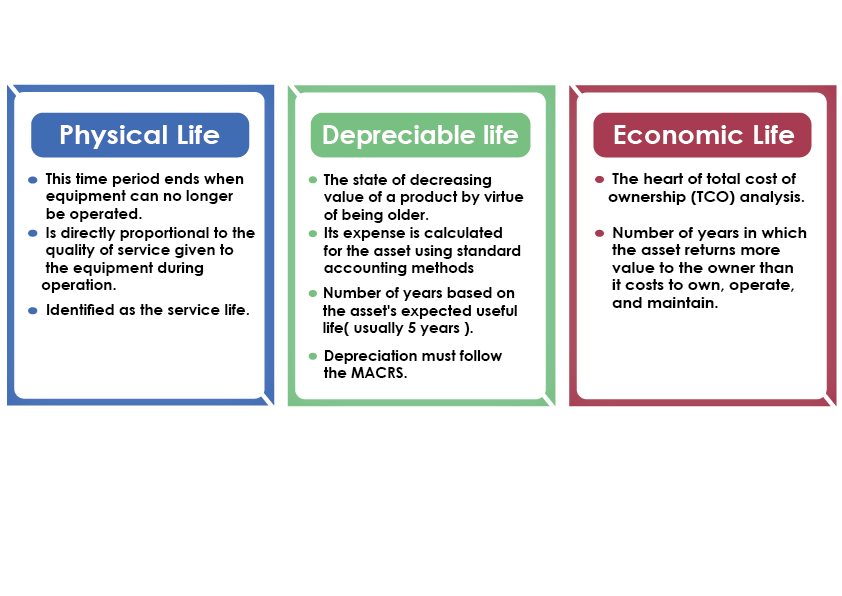 Physical Life
This time period ends when
equipment can no longer
be operated.
Is directly proportional to the
quality of service given to
the equipment during
operation.
Identified as the service life.
Depreciable life
The state of decreasing
value of a product by virtue
of being older.
Its expense is calculated
for the asset using standard
accounting methods
Number of years based on
the asset's expected useful
life( usually 5 years ).
Depreciation must follow
the MACRS.
Economic Life
The heart of total cost of
ownership (TCO) analysis.
Number of years in which
the asset returns more
value to the owner than
it costs to own, operate,
and maintain.